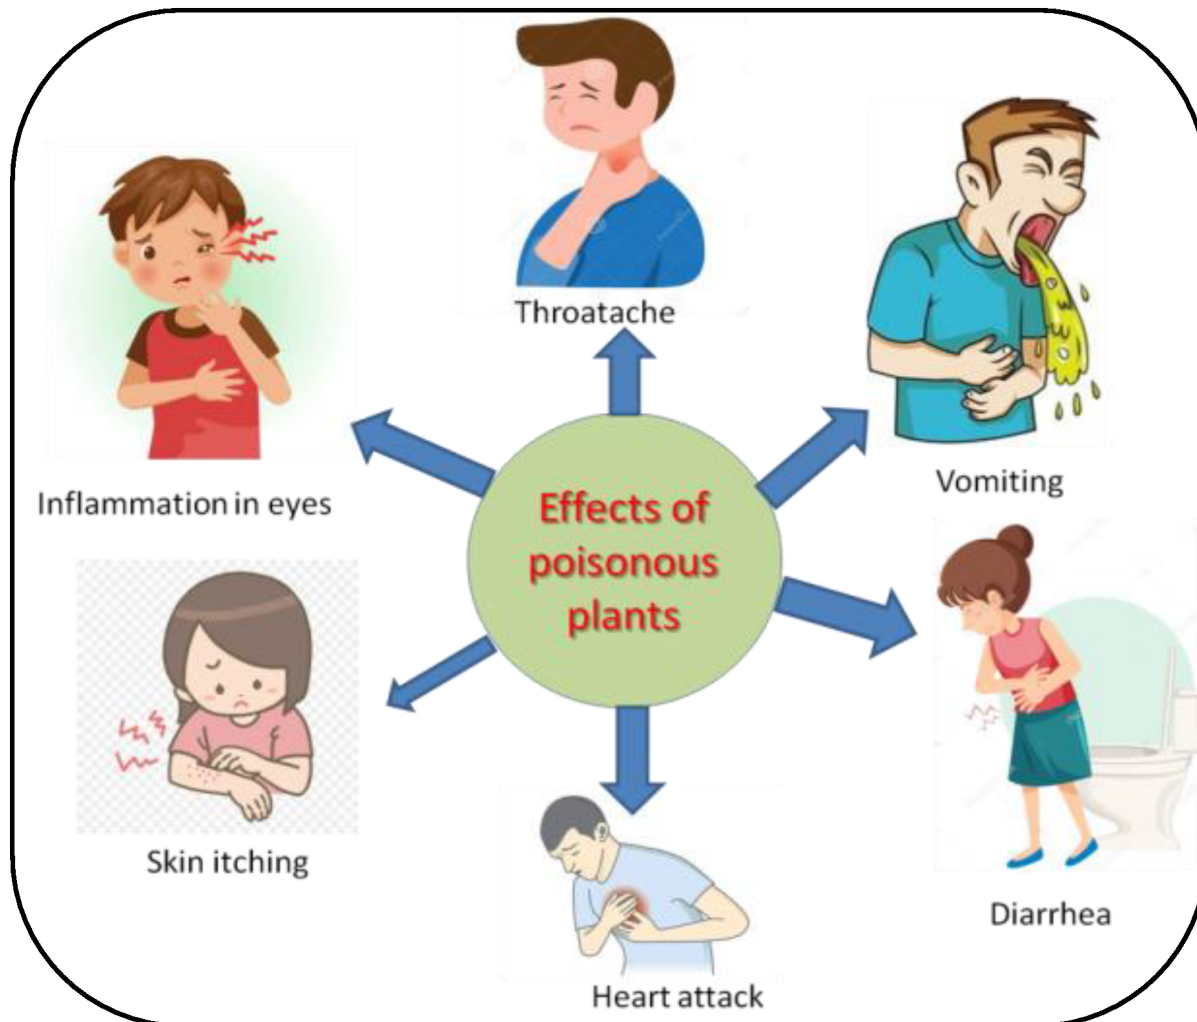 Throatache
Inflammation in eyes
Vomiting
Effects of
poisonous
plants
Skin itching
Diarrhea
Heart attack